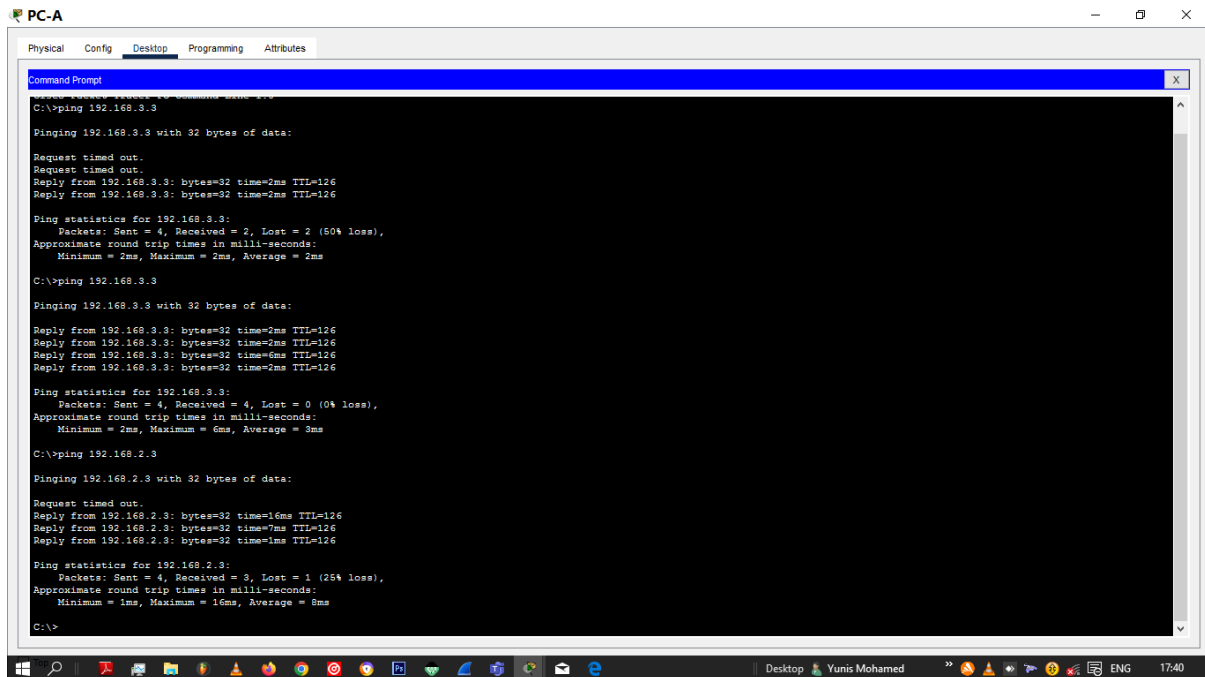 PC-A
Physical Config Desktop Programming Attributes
Command Prompt
X
Cisco Packet Tracer PC Command Line 1.0
C:\>ping 192.168.3.3
Pinging 192.168.3.3 with 32 bytes of data:
Request timed out.
Request timed out.
Reply from 192.168.3.3: bytes=32 time=2ms TTL=126
Reply from 192.168.3.3: bytes=32 time=2ms TTL=126
Ping statistics for 192.168.3.3:
Packets: Sent = 4, Received = 2, Lost = 2 (50% loss),
Approximate round trip times in milli-seconds:
Minimum = 2ms, Maximum = 2ms, Average = 2ms
C:\>ping 192.168.3.3
Pinging 192.168.3.3 with 32 bytes of data:
Reply from 192.168.3.3: bytes=32 time=2ms TTL=126
Reply from 192.168.3.3: bytes=32 time=2ms TTL=126
Reply from 192.168.3.3: bytes=32 time=6ms TTL=126
Reply from 192.168.3.3: bytes=32 time=2ms TTL=126
Ping statistics for 192.168.3.3:
Packets: Sent = 4, Received = 4, Lost = 0 (0% loss),
Approximate round trip times in milli-seconds:
Minimum = 2ms, Maximum = 6ms, Average = 3ms
C:\>ping 192.168.2.3
Pinging 192.168.2.3 with 32 bytes of data:
Request timed out.
Reply from 192.168.2.3: bytes=32 time=16ms TTL=126
Reply from 192.168.2.3: bytes=32 time=7ms TTL=126
Reply from 192.168.2.3: bytes=32 time=1ms TTL=126
Ping statistics for 192.168.2.3:
Packets: Sent = 4, Received = 3, Lost = 1 (25% loss),
Approximate round trip times in milli-seconds:
Minimum = 1ms, Maximum = 16ms, Average = 8ms
C:\>
Top Ps Desktop Yunis Mohamed ENG 17:40